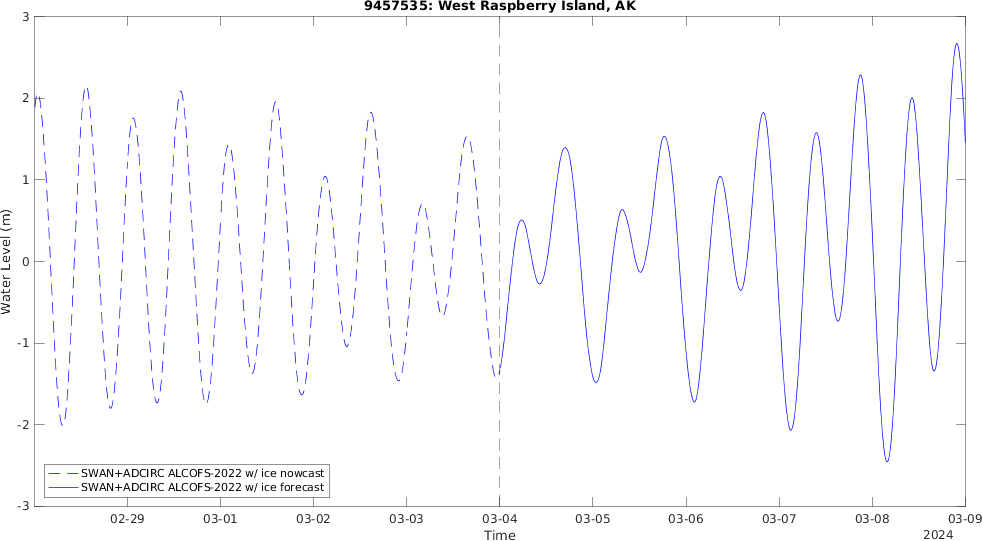 9457535: West Raspberry Island, AK
3
2
1
0
-1
-2
-3
Water Level (m)
SWAN+ADCIRC ALCOFS-2022 w/ ice nowcast
SWAN+ADCIRC ALCOFS-2022 w/ ice forecast
02-29 03-01 03-02 03-03 03-04 03-05 03-06 03-07 03-08 03-09
Time 2024